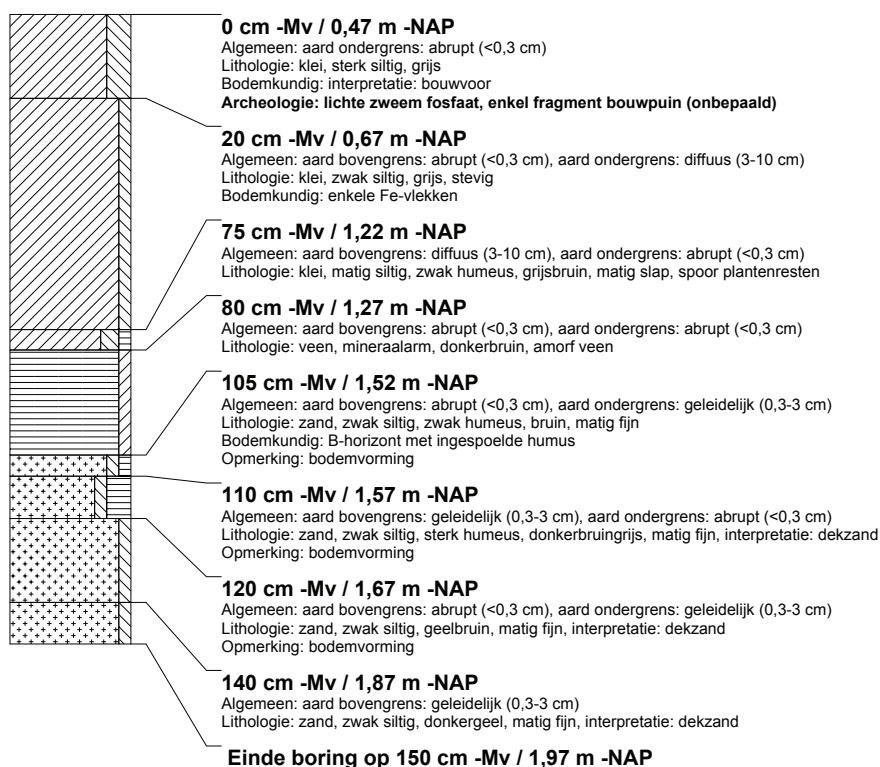 0 cm -Mv / 0,47 m -NAP
Algemeen: aard ondergrens: abrupt (<0,3 cm)
Lithologie: klei, sterk siltig, grijs
Bodemkundig: interpretatie: bouwvoor
Archeologie: lichte zweem fosfaat, enkel fragment bouwpuin (onbepaald)
20 cm -Mv / 0,67 m -NAP
Algemeen: aard bovengrens: abrupt (<0,3 cm), aard ondergrens: diffuus (3-10 cm)
Lithologie: klei, zwak siltig, grijs, stevig
Bodemkundig: enkele Fe-vlekken
75 cm -Mv / 1,22 m -NAP
Algemeen: aard bovengrens: diffuus (3-10 cm), aard ondergrens: abrupt (<0,3 cm)
Lithologie: klei, matig siltig, zwak humeus, grijsbruin, matig slap, spoor plantenresten
80 cm -Mv / 1,27 m -NAP
Algemeen: aard bovengrens: abrupt (<0,3 cm), aard ondergrens: abrupt (<0,3 cm)
Lithologie: veen, mineraalarm, donkerbruin, amorf veen
105 cm -Mv / 1,52 m -NAP
Algemeen: aard bovengrens: abrupt (<0,3 cm), aard ondergrens: geleidelijk (0,3-3 cm)
Lithologie: zand, zwak siltig, zwak humeus, bruin, matig fijn
Bodemkundig: B-horizont met ingespoelde humus
Opmerking: bodemvorming
110 cm -Mv / 1,57 m -NAP
Algemeen: aard bovengrens: geleidelijk (0,3-3 cm), aard ondergrens: abrupt (<0,3 cm)
Lithologie: zand, zwak siltig, sterk humeus, donkerbruingrijs, matig fijn, interpretatie: dekzand
Opmerking: bodemvorming
120 cm -Mv / 1,67 m -NAP
Algemeen: aard bovengrens: abrupt (<0,3 cm), aard ondergrens: geleidelijk (0,3-3 cm)
Lithologie: zand, zwak siltig, geelbruin, matig fijn, interpretatie: dekzand
Opmerking: bodemvorming
140 cm -Mv / 1,87 m -NAP
Algemeen: aard bovengrens: geleidelijk (0,3-3 cm)
Lithologie: zand, zwak siltig, donkergeel, matig fijn, interpretatie: dekzand
Einde boring op 150 cm -Mv / 1,97 m -NAP